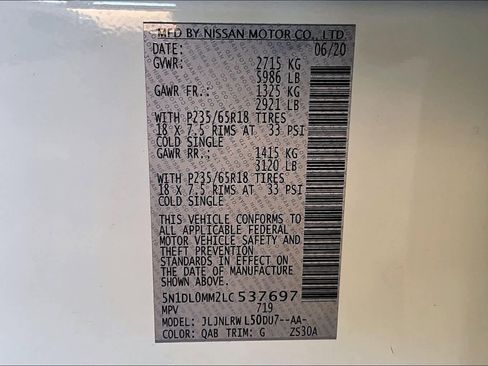 MFD BY NISSAN MOTOR CO., LTD.
DATE: 06/20
GVWR: 2715 KG
5986 LB
GAWR FR.: 1325 KG
2921 LB
WITH P235/65R18 TIRES
18 X 7.5 RIMS AT 33 PSI
COLD SINGLE
GAWR RR.: 1415 KG
3120 LB
WITH P235/65R18 TIRES
18 X 7.5 RIMS AT 33 PSI
COLD SINGLE
THIS VEHICLE CONFORMS TO
ALL APPLICABLE FEDERAL
MOTOR VEHICLE SAFETY AND
THEFT PREVENTION
STANDARDS IN EFFECT ON
THE DATE OF MANUFACTURE
SHOWN ABOVE.
5N1DL0MM2LC537697
MPV 719
MODEL: JLJNLRWL50DU7--AA-
COLOR: QAB TRIM: G ZS30A